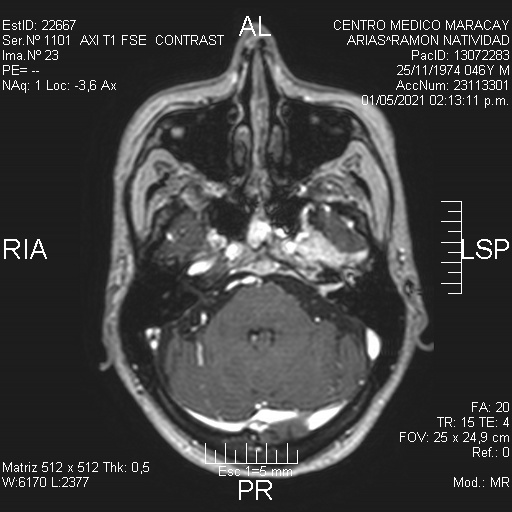 EstID: 22667
Ser.Nº 1101 AXI T1 FSE CONTRAST
Ima.Nº 23
PE= --
NAq: 1 Loc: -3,6 Ax
AL
CENTRO MEDICO MARACAY
ARIAS^RAMON NATIVIDAD
PacID: 13072283
25/11/1974 046Y M
AccNum: 23113301
01/05/2021 02:13:11 p.m.
RIA
LSP
FA: 20
TR: 15 TE: 4
FOV: 25 x 24,9 cm
Ref.: 0
Mod.: MR
Matriz 512 x 512 Thk: 0,5
W:6170 L:2377
Esc 1=5 mm
PR